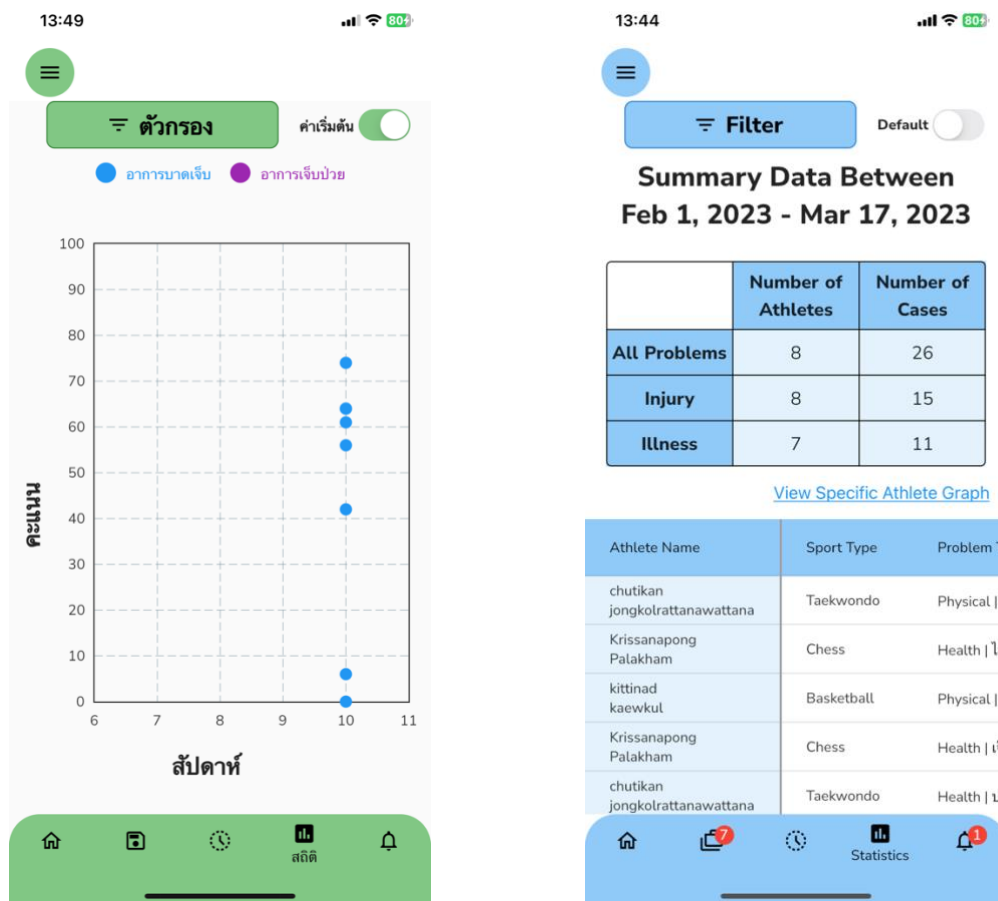 13:49
80
ตัวกรอง
ค่าเริ่มต้น
อาการบาดเจ็บ
อาการเจ็บป่วย
100
90
80
70
60
50
40
30
20
10
0
คะแนน
6 7 8 9 10 11
สัปดาห์
สถิติ
13:44
80
Filter
Default
Summary Data Between
Feb 1, 2023 - Mar 17, 2023
Number of Athletes
Number of Cases
All Problems 8 26
Injury 8 15
Illness 7 11
View Specific Athlete Graph
Athlete Name Sport Type Problem
chutikan
jongkolrattanawattana
Taekwondo Physical |
Krissanapong
Palakham
Chess Health |
kittinad
kaewkul
Basketball Physical |
Krissanapong
Palakham
Chess Health |
chutikan
jongkolrattanawattana
Taekwondo Health |
7
Statistics
1